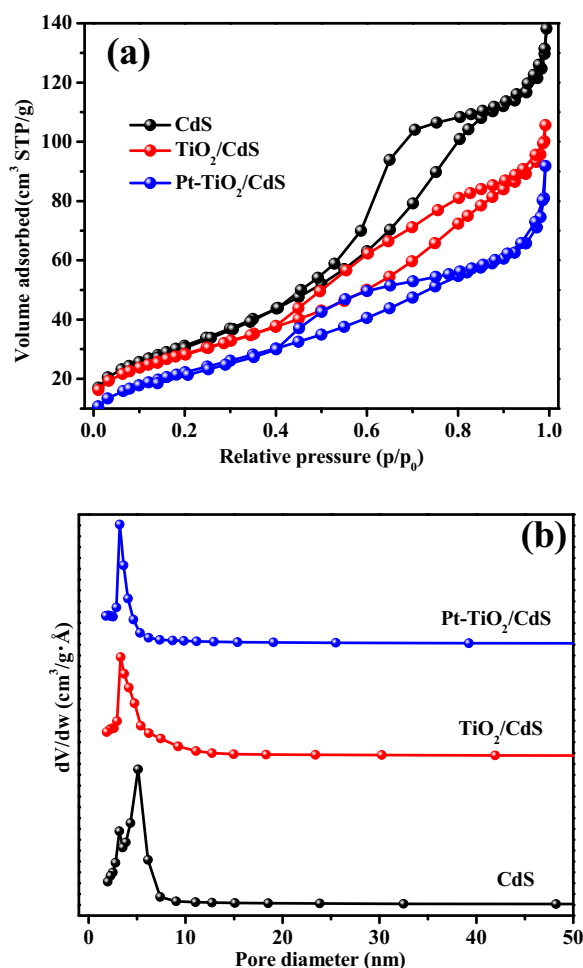 (a)
140
120
100
80
60
40
20
Volume adsorbed(cm³ STP/g)
CdS
TiO₂/CdS
Pt-TiO₂/CdS
0.0 0.2 0.4 0.6 0.8 1.0
Relative pressure (p/p₀)
(b)
dV/dw (cm³/g·Å)
Pt-TiO₂/CdS
TiO₂/CdS
CdS
0 10 20 30 40 50
Pore diameter (nm)